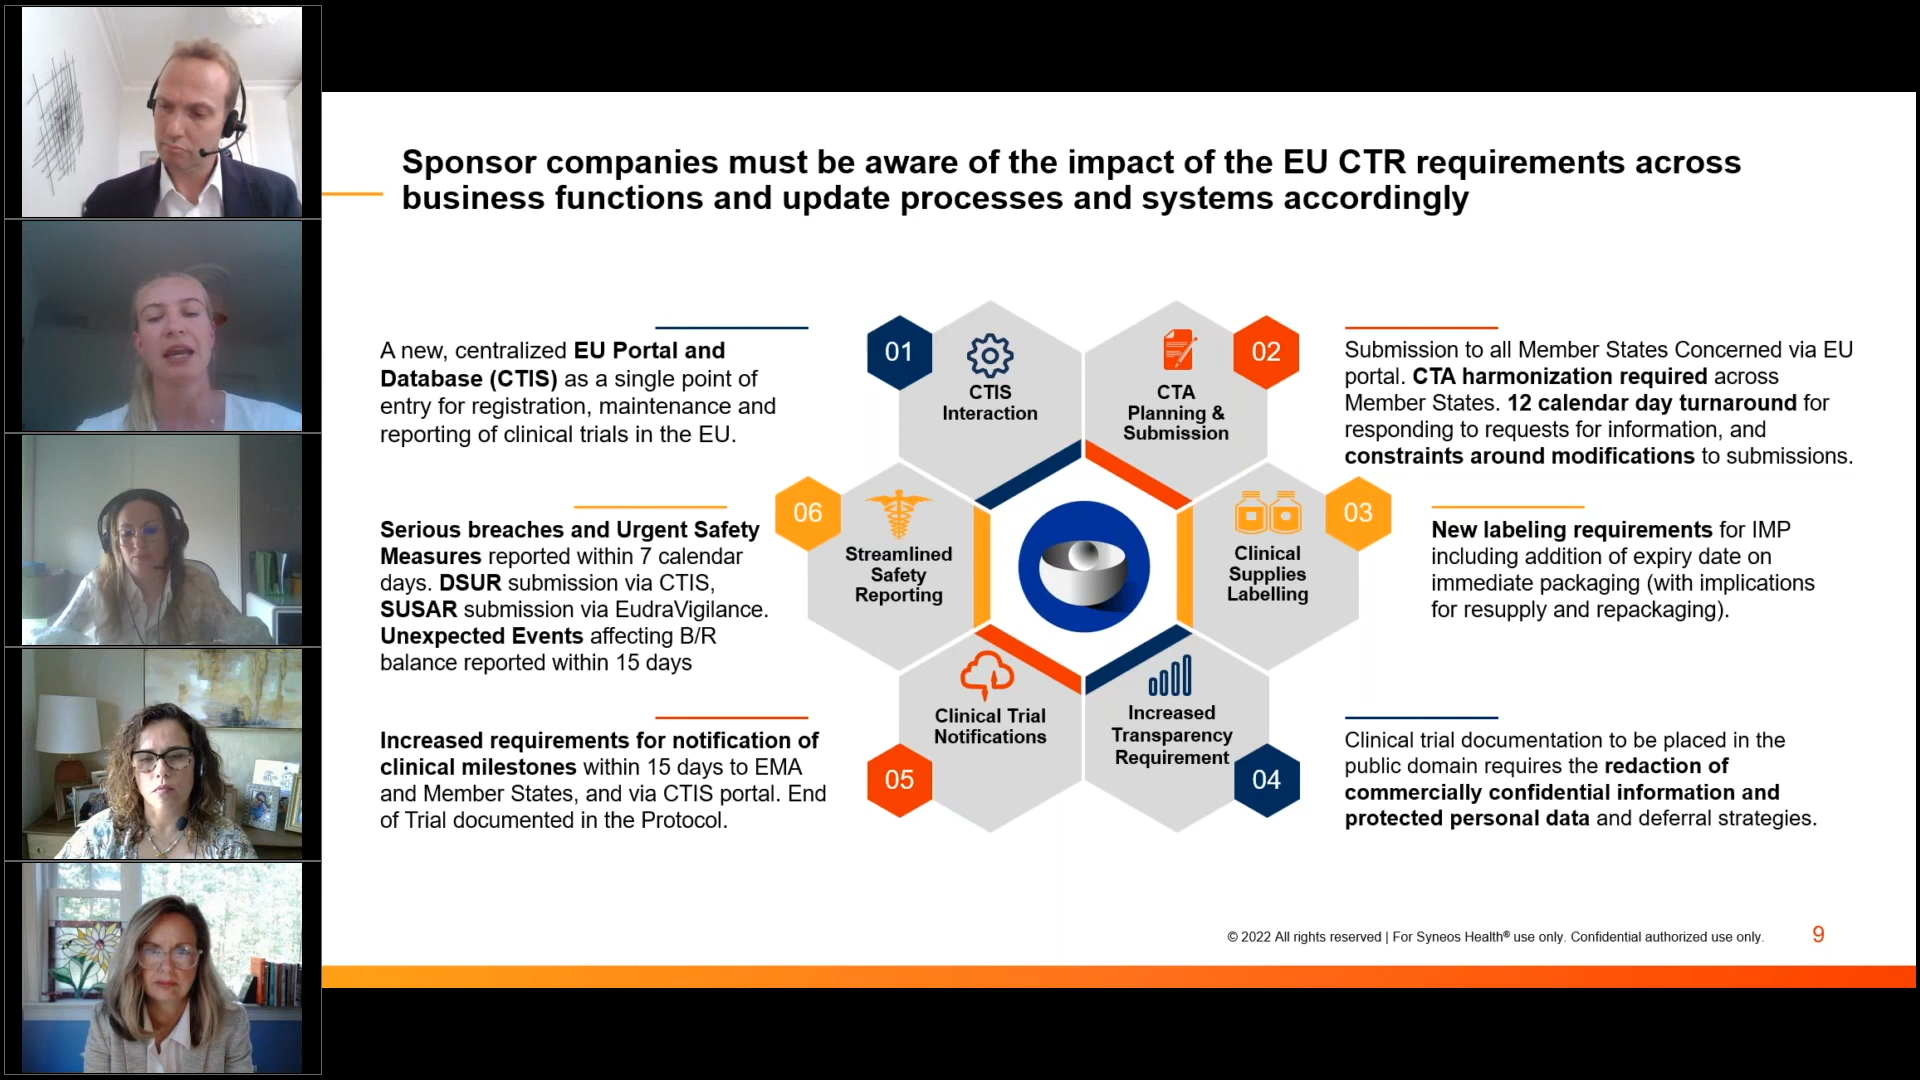 Sponsor companies must be aware of the impact of the EU CTR requirements across
business functions and update processes and systems accordingly
A new, centralized EU Portal and
Database (CTIS) as a single point of
entry for registration, maintenance and
reporting of clinical trials in the EU.
01
CTIS
Interaction
CTA
Planning &
Submission
02
Submission to all Member States Concerned via EU
portal. CTA harmonization required across
Member States. 12 calendar day turnaround for
responding to requests for information, and
constraints around modifications to submissions.
Serious breaches and Urgent Safety
Measures reported within 7 calendar
days. DSUR submission via CTIS,
SUSAR submission via EudraVigilance.
Unexpected Events affecting B/R
balance reported within 15 days
06
Streamlined
Safety
Reporting
Clinical
Supplies
Labelling
03
New labeling requirements for IMP
including addition of expiry date on
immediate packaging (with implications
for resupply and repackaging).
Increased requirements for notification of
clinical milestones within 15 days to EMA
and Member States, and via CTIS portal. End
of Trial documented in the Protocol.
05
Clinical Trial
Notifications
Increased
Transparency
Requirement
04
Clinical trial documentation to be placed in the
public domain requires the redaction of
commercially confidential information and
protected personal data and deferral strategies.
© 2022 All rights reserved | For Syneos Health® use only. Confidential authorized use only.
9